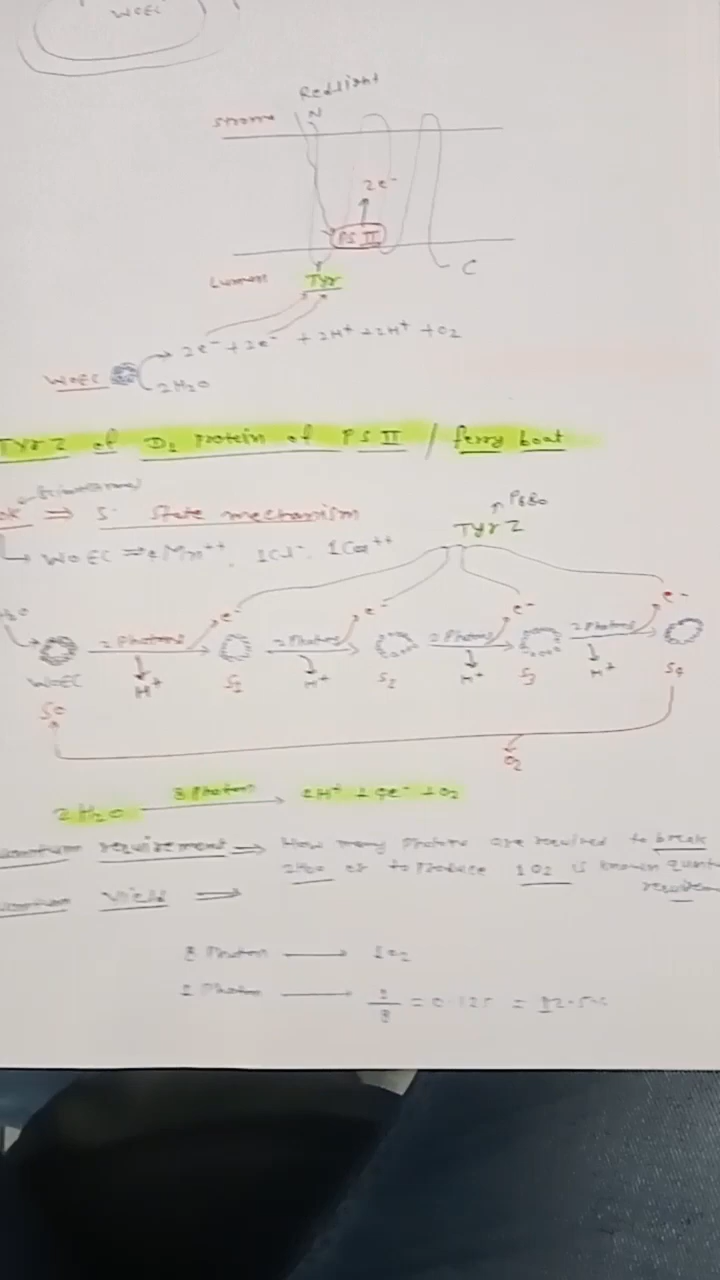 WOEC
Redlight
Stroma N
2e-
PS II
Lumen Tyr C
2e- + 2e- + 2H+ + 2H+ + O2
WOEC 2H2O
Tyr Z of D1 protein of PS II / ferry boat
⇒ S- State mechanism
P680
Tyr Z
WOEC ⇒ 4Mn++, 1Cl-, 1Ca++
e- e- e- e-
2 Photons 2 Photons 2 Photons 2 Photons
WOEC H+ S1 H+ S2 H+ S3 H+ S4
S0
O2
2H2O 8 Photon → 4H+ + 4e- + O2
requirement ⇒ How many Photons are required to break
2H2O or to Produce 1O2 is known
Yield ⇒
8 Photon → 1O2
1 Photon → 1/8 = 0.125 = 12.5%